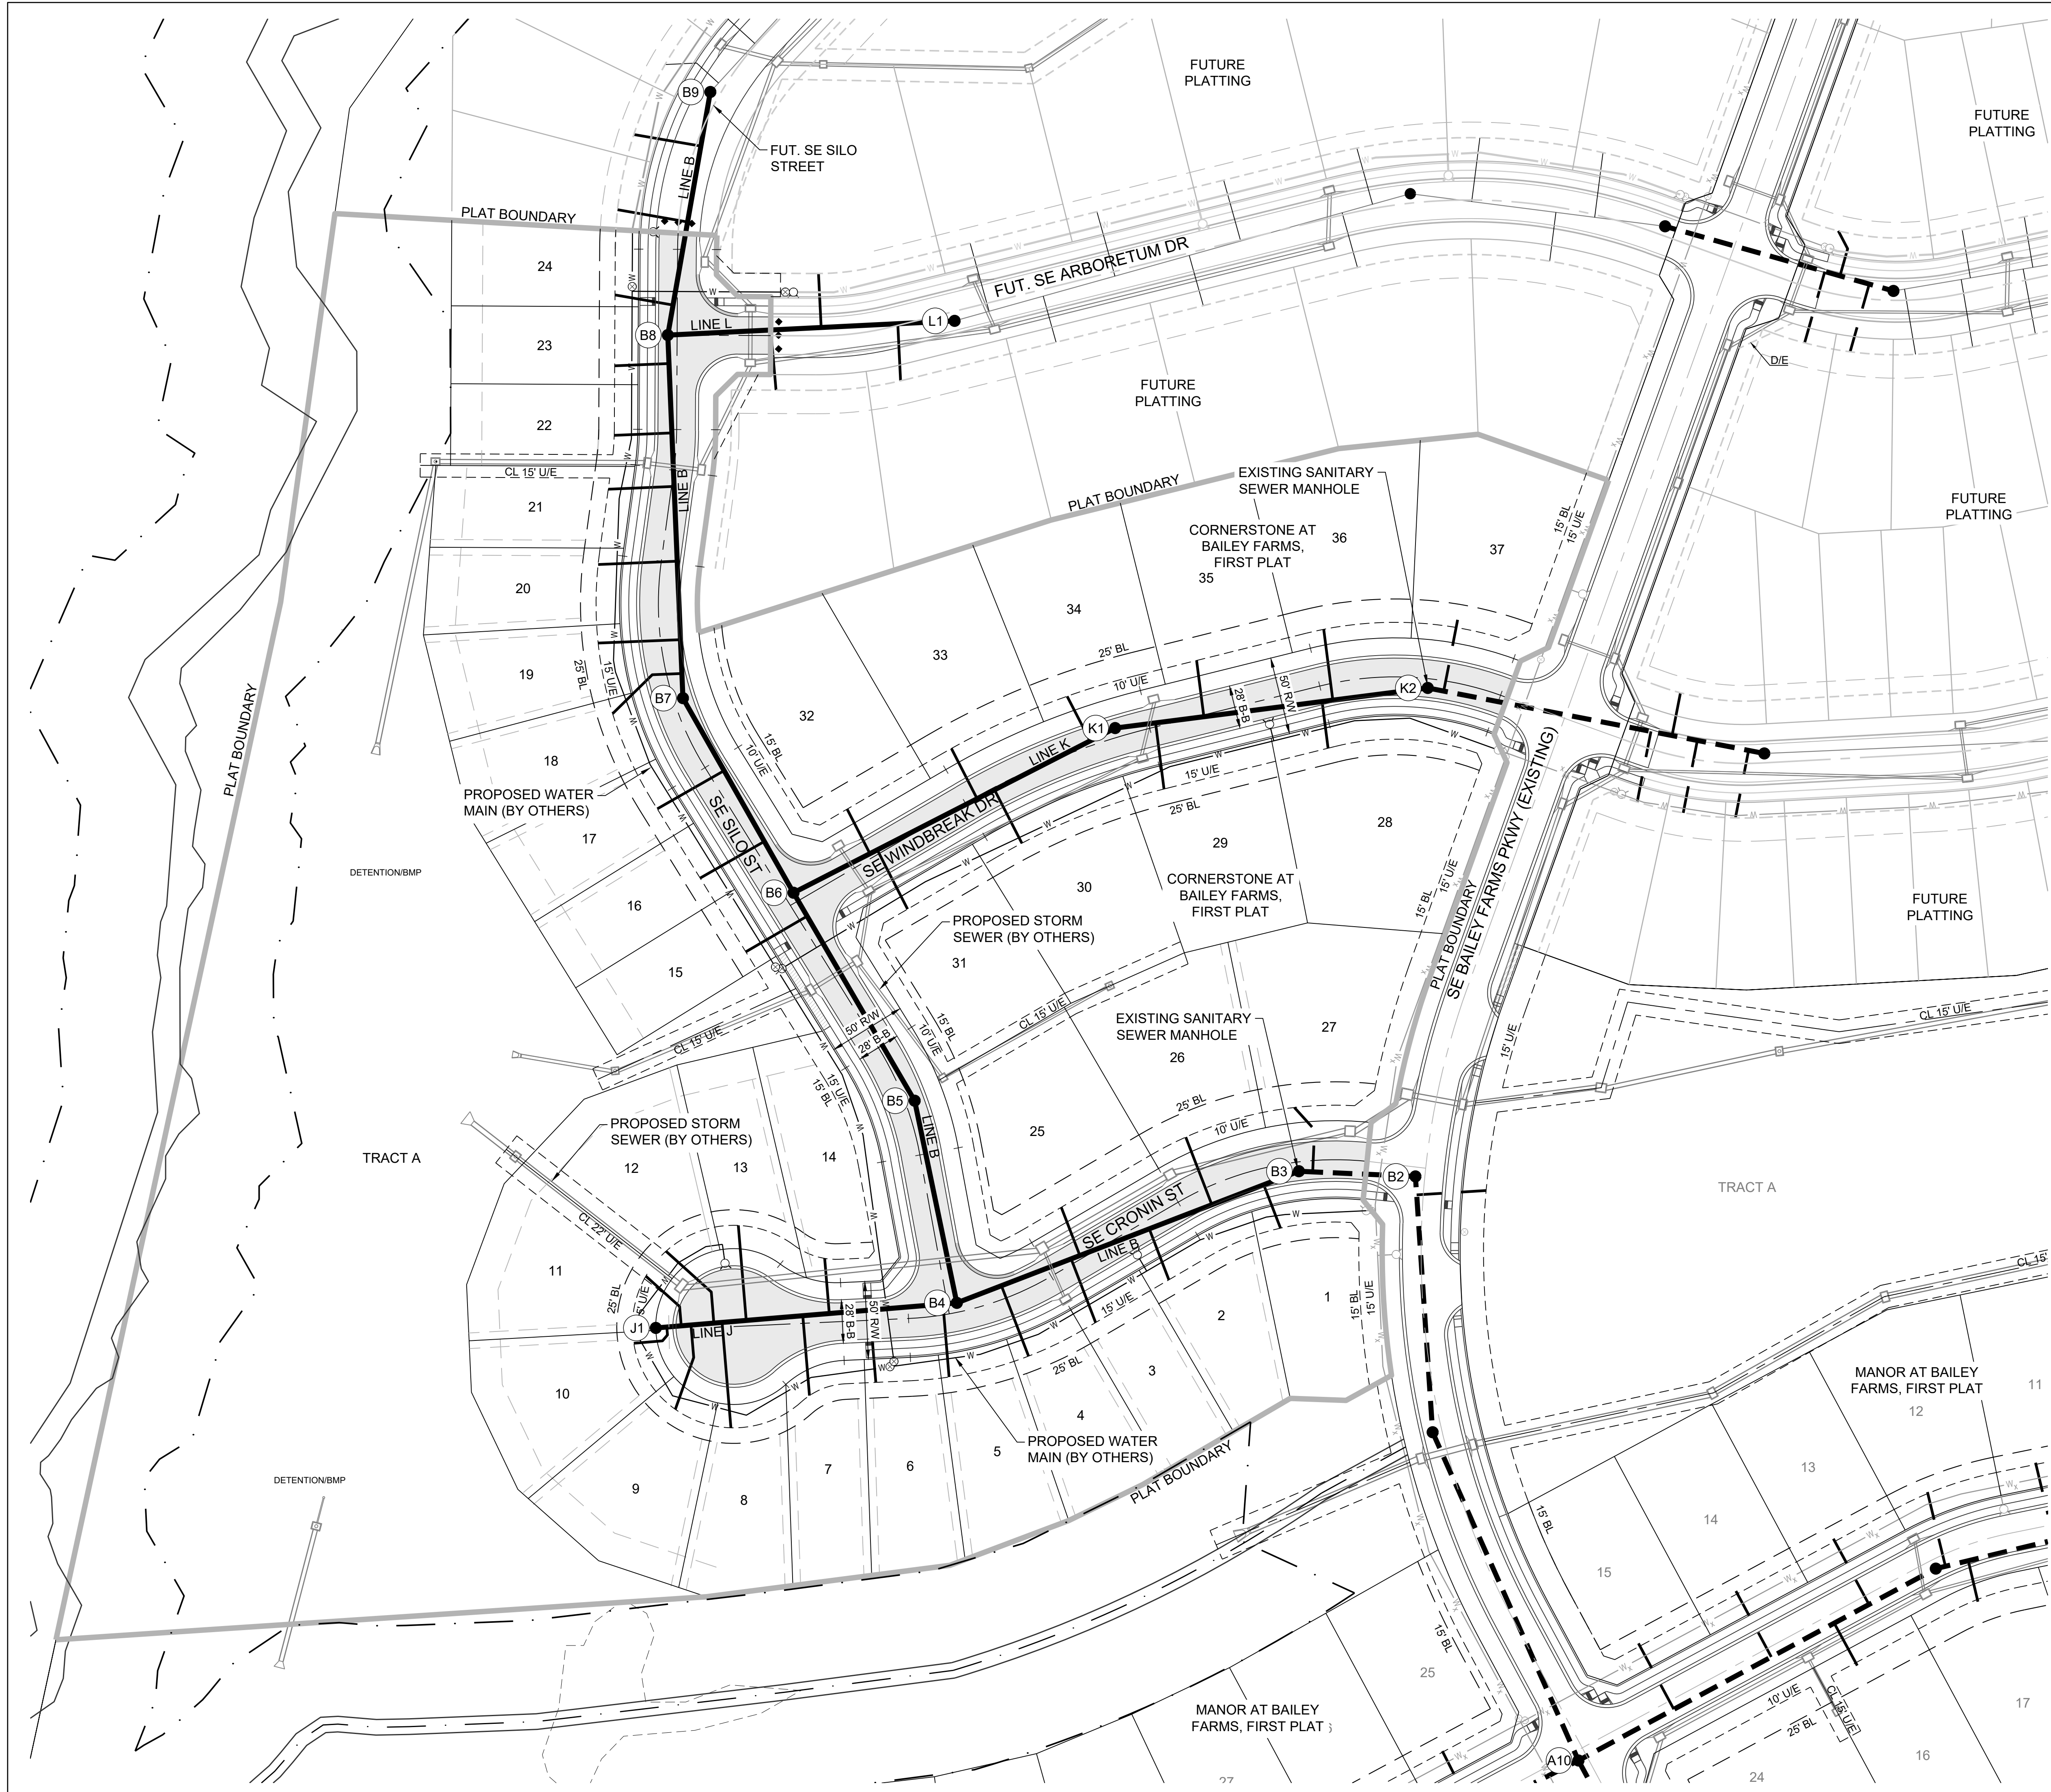 FUTURE
PLATTING
FUTURE
PLATTING
B9
LINE B
FUT. SE SILO
STREET
PLAT BOUNDARY
24
FUT. SE ARBORETUM DR
L1
LINE L
B8
23
D/E
FUTURE
PLATTING
22
CL 15' U/E
LINE B
21
PLAT BOUNDARY
EXISTING SANITARY
SEWER MANHOLE
CORNERSTONE AT
BAILEY FARMS,
FIRST PLAT
36
37
35
15' BL
15' U/E
FUTURE
PLATTING
20
34
33
25' BL
19
25' BL
15' U/E
10' U/E
B7
32
K1
K2
28' B-B
50' R/W
PLAT BOUNDARY
15' BL
10' U/E
LINE K
18
15' U/E
25' BL
PROPOSED WATER
MAIN (BY OTHERS)
SE SILO ST
SE WINDBREAK DR
28
17
29
DETENTION/BMP
B6
30
CORNERSTONE AT
BAILEY FARMS,
FIRST PLAT
15' BL
15' U/E
PLAT BOUNDARY
SE BAILEY FARMS PKWY (EXISTING)
FUTURE
PLATTING
16
PROPOSED STORM
SEWER (BY OTHERS)
31
15
CL 15' U/E
50' R/W
28' B-B
15' BL
10' U/E
CL 15' U/E
EXISTING SANITARY
SEWER MANHOLE
27
26
15' U/E
CL 15' U/E
15' U/E
15' BL
B5
LINE B
25' BL
10' U/E
25
PROPOSED STORM
SEWER (BY OTHERS)
14
12
13
TRACT A
B3
B2
TRACT A
CL 22' U/E
SE CRONIN ST
LINE B
11
25' BL
B4
28' B-B
50' R/W
15' U/E
1
15' BL
15' U/E
2
J1
LINE J
25' BL
3
CL 15'
10
4
MANOR AT BAILEY
FARMS, FIRST PLAT
11
12
5
PROPOSED WATER
MAIN (BY OTHERS)
PLAT BOUNDARY
7
6
13
DETENTION/BMP
9
8
15' BL
14
15
15' BL
25
MANOR AT BAILEY
FARMS, FIRST PLAT
10' U/E
CL 15' U/E
25' BL
17
A10
16
27
24